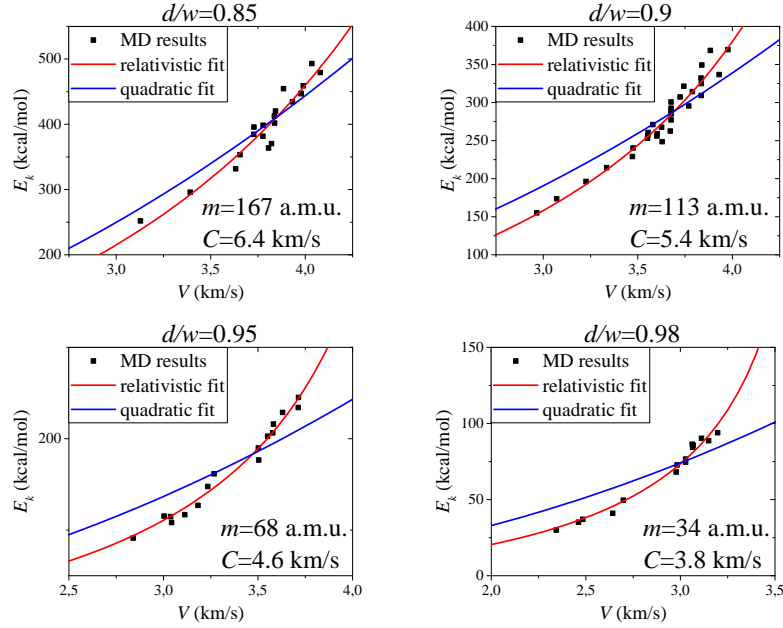 d/w=0.85
500
400
300
200
E_k (kcal/mol)
MD results
relativistic fit
quadratic fit
m=167 a.m.u.
C=6.4 km/s
3,0
3,5
4,0
V (km/s)
d/w=0.9
400
350
300
250
200
150
100
E_k (kcal/mol)
MD results
relativistic fit
quadratic fit
m=113 a.m.u.
C=5.4 km/s
3,0
3,5
4,0
V (km/s)
d/w=0.95
200
E_k (kcal/mol)
MD results
relativistic fit
quadratic fit
m=68 a.m.u.
C=4.6 km/s
2,5
3,0
3,5
4,0
V (km/s)
d/w=0.98
150
100
50
0
E_k (kcal/mol)
MD results
relativistic fit
quadratic fit
m=34 a.m.u.
C=3.8 km/s
2,0
2,5
3,0
3,5
V (km/s)